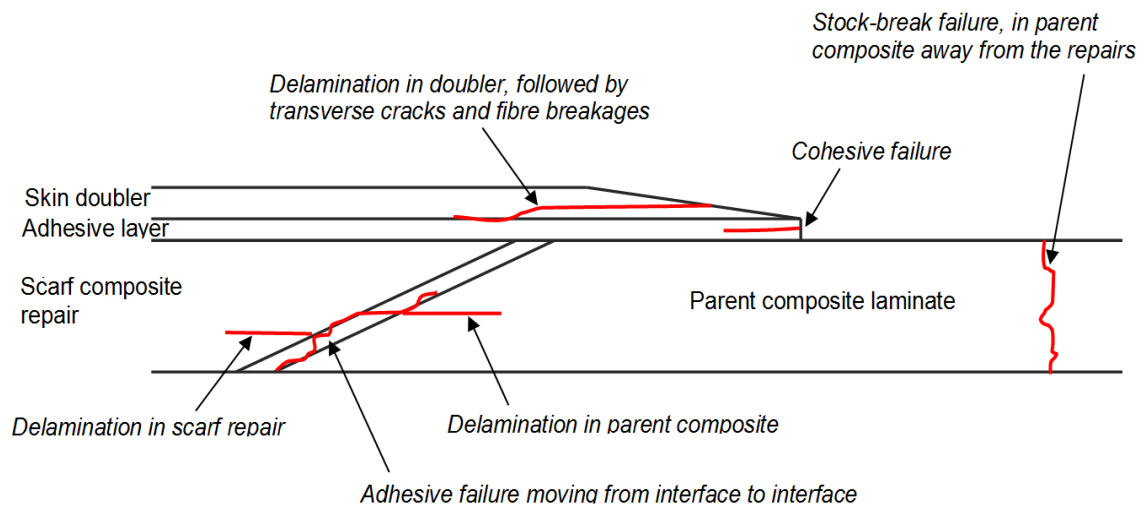 Stock-break failure, in parent
composite away from the repairs
Delamination in doubler, followed by
transverse cracks and fibre breakages
Cohesive failure
Skin doubler
Adhesive layer
Scarf composite
repair
Parent composite laminate
Delamination in scarf repair
Delamination in parent composite
Adhesive failure moving from interface to interface